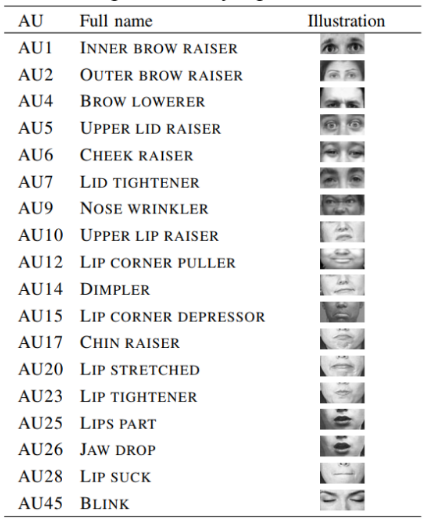 AU Full name Illustration
AU1 INNER BROW RAISER
AU2 OUTER BROW RAISER
AU4 BROW LOWERER
AU5 UPPER LID RAISER
AU6 CHEEK RAISER
AU7 LID TIGHTENER
AU9 NOSE WRINKLER
AU10 UPPER LIP RAISER
AU12 LIP CORNER PULLER
AU14 DIMPLER
AU15 LIP CORNER DEPRESSOR
AU17 CHIN RAISER
AU20 LIP STRETCHED
AU23 LIP TIGHTENER
AU25 LIPS PART
AU26 JAW DROP
AU28 LIP SUCK
AU45 BLINK